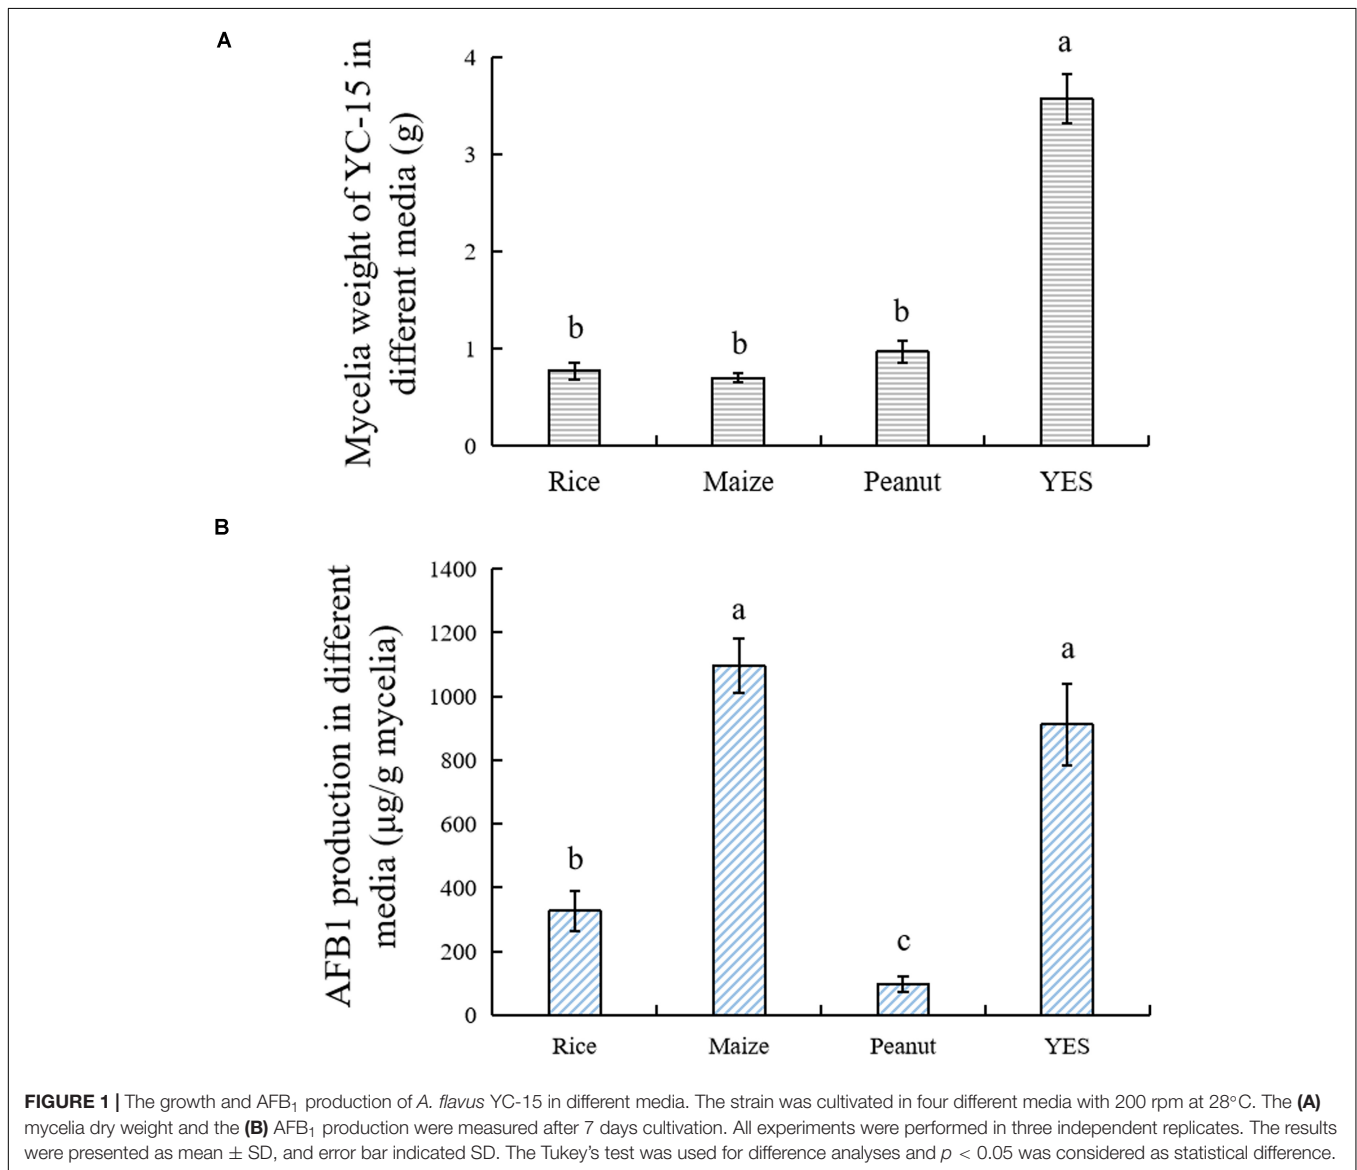 A
Mycelia weight of YC-15 in
different media (g)
4
3
2
1
0
b
b
b
a
Rice Maize Peanut YES
B
AFB1 production in different
media (µg/g mycelia)
1400
1200
1000
800
600
400
200
0
b
a
c
a
Rice Maize Peanut YES
FIGURE 1 | The growth and AFB₁ production of A. flavus YC-15 in different media. The strain was cultivated in four different media with 200 rpm at 28°C. The (A)
mycelia dry weight and the (B) AFB₁ production were measured after 7 days cultivation. All experiments were performed in three independent replicates. The results
were presented as mean ± SD, and error bar indicated SD. The Tukey's test was used for difference analyses and p < 0.05 was considered as statistical difference.